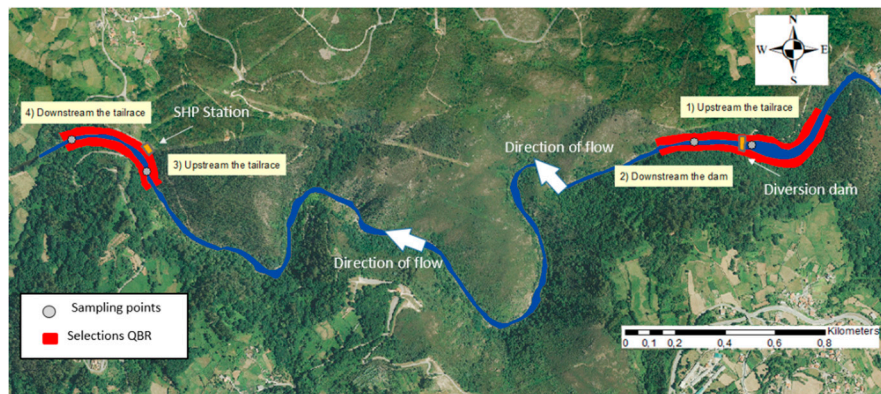 N
W E
S
4) Downstream the tailrace
SHP Station
3) Upstream the tailrace
1) Upstream the tailrace
Direction of flow
2) Downstream the dam
Diversion dam
Direction of flow
Sampling points
Selections QBR
Kilometers
0 0,1 0,2 0,4 0,6 0,8